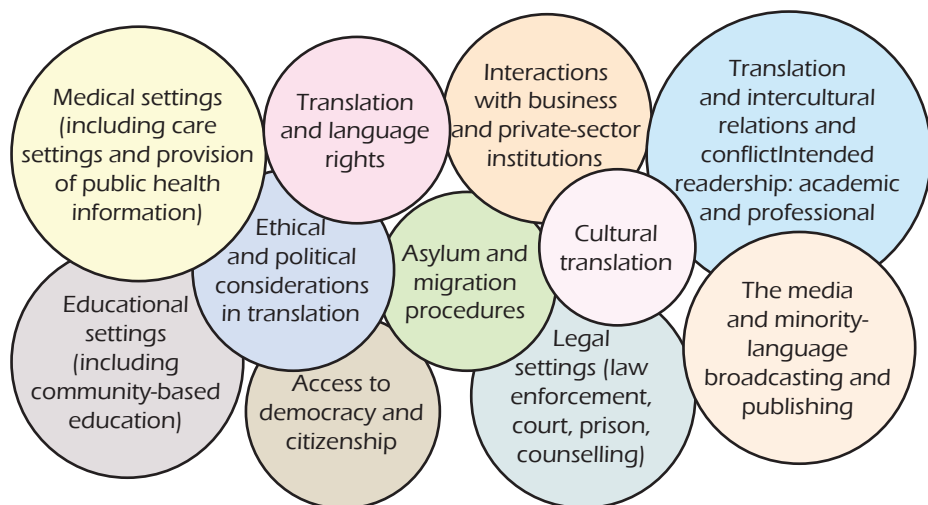 Medical settings
(including care
settings and provision
of public health
information)
Translation
and language
rights
Interactions
with business
and private-sector
institutions
Translation
and intercultural
relations and
conflictIntended
readership: academic
and professional
Ethical
and political
considerations
in translation
Asylum and
migration
procedures
Cultural
translation
Educational
settings
(including
community-based
education)
Access to
democracy and
citizenship
Legal
settings (law
enforcement,
court, prison,
counselling)
The media
and minority-
language
broadcasting and
publishing